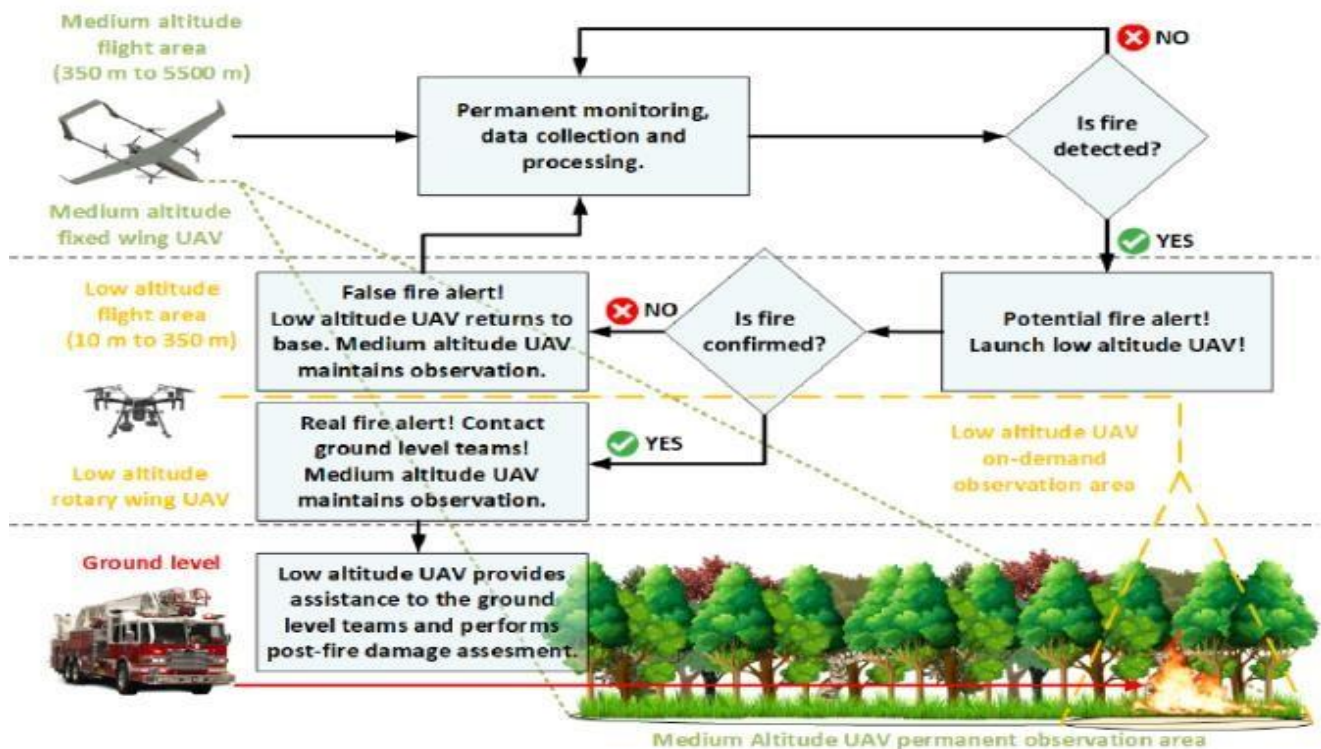 Medium altitude
flight area
(350 m to 5500 m)
Medium altitude
fixed wing UAV
Permanent monitoring,
data collection and
processing.
NO
Is fire
detected?
YES
Low altitude
flight area
(10 m to 350 m)
Low altitude
rotary wing UAV
False fire alert!
Low altitude UAV returns to
base. Medium altitude UAV
maintains observation.
NO
Is fire
confirmed?
Potential fire alert!
Launch low altitude UAV!
Real fire alert! Contact
ground level teams!
Medium altitude UAV
maintains observation.
YES
Low altitude UAV
on-demand
observation area
Ground level
Low altitude UAV provides
assistance to the ground
level teams and performs
post-fire damage assesment.
Medium Altitude UAV permanent observation area